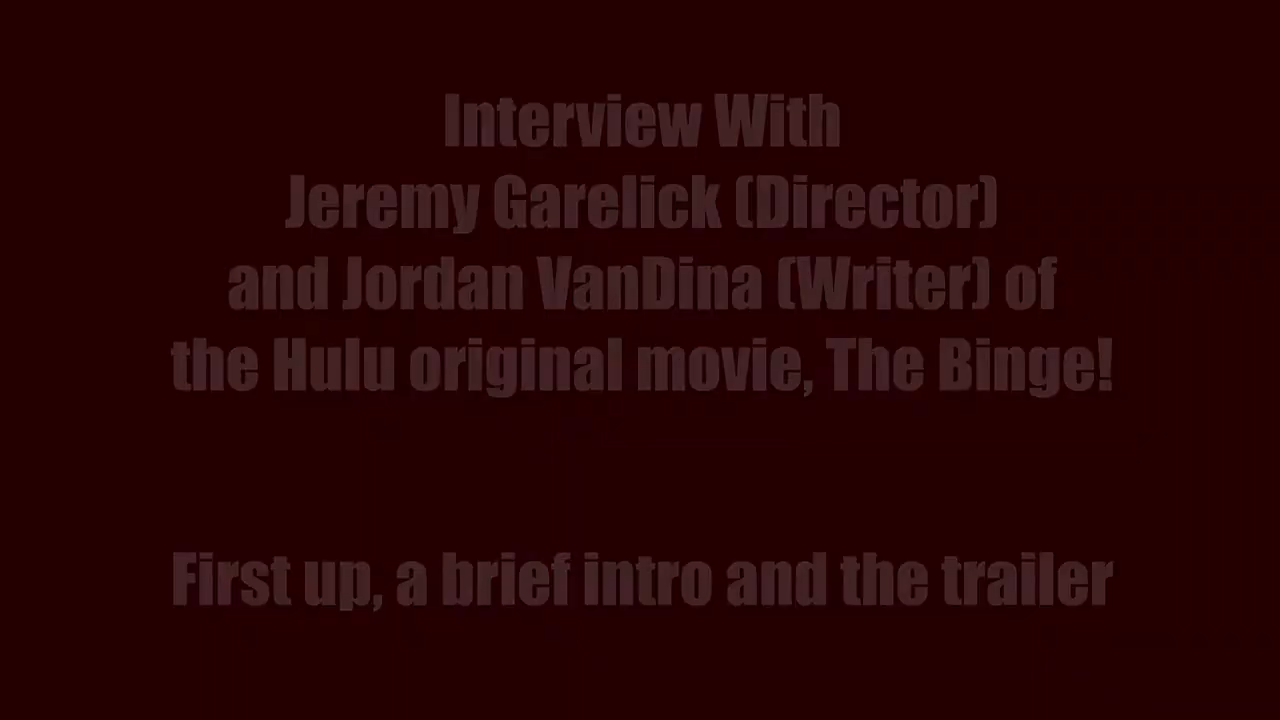 Interview With
Jeremy Garelick (Director)
and Jordan VanDina (Writer) of
the Hulu original movie, The Binge!
First up, a brief intro and the trailer